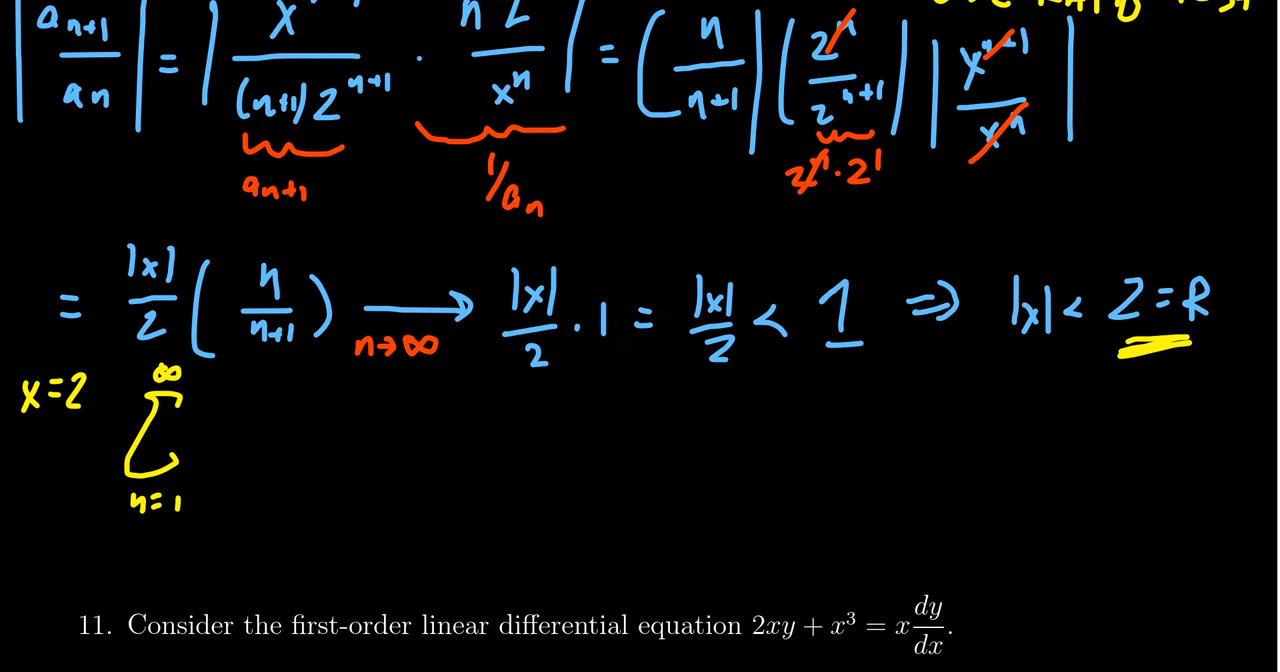 |a_{n+1}/a_n| = |x/((n+1)2^{n+1}) · n2/x^n| = (n/(n+1)|(2^n/2^{n+1})|x^{n+1}/x^n|
a_{n+1} 1/a_n 2^n · 2^1
= |x|/2 (n/(n+1)) → |x|/2 · 1 = |x|/2 < 1 ⇒ |x| < 2 = R
n→∞
x=2 ∞
Σ
n=1
11. Consider the first-order linear differential equation 2xy + x^3 = x dy/dx.